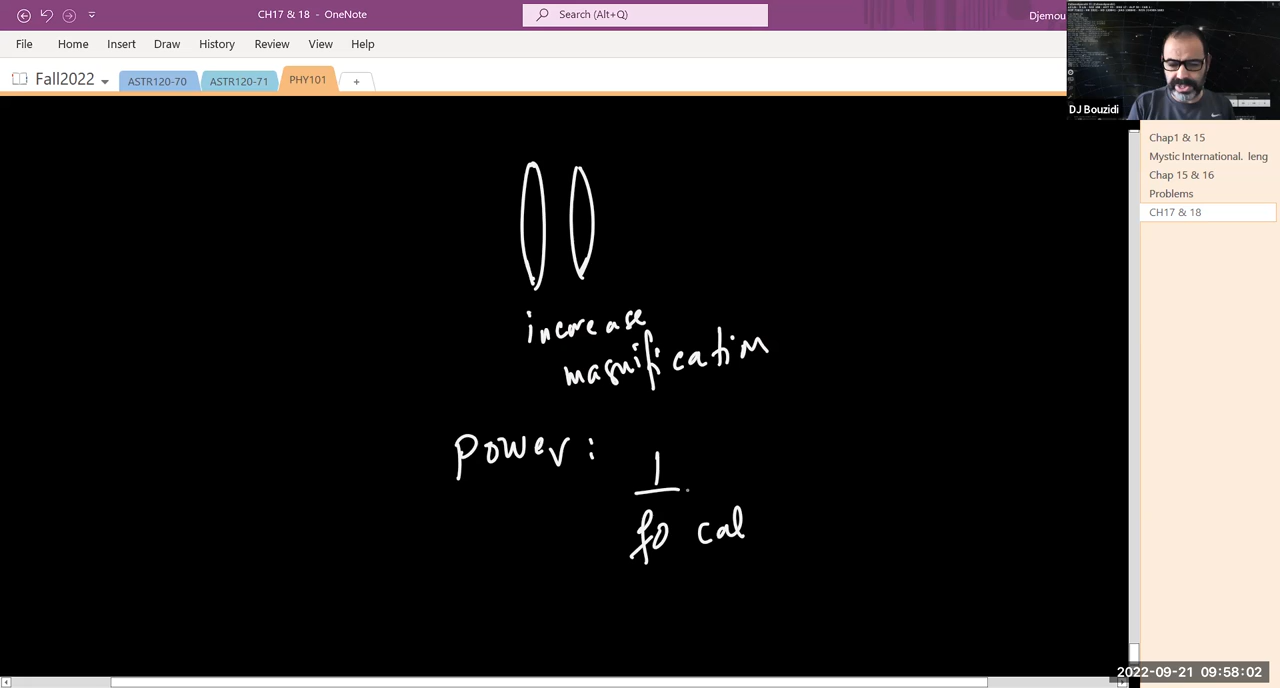 CH17 & 18 - OneNote
Search (Alt+Q)
Djemou
File Home Insert Draw History Review View Help
Fall2022 ASTR120-70 ASTR120-71 PHY101 +
DJ Bouzidi
Chap1 & 15
Mystic International. leng
Chap 15 & 16
Problems
CH17 & 18
increase
magnification
power:
1
focal
2022-09-21 09:58:02